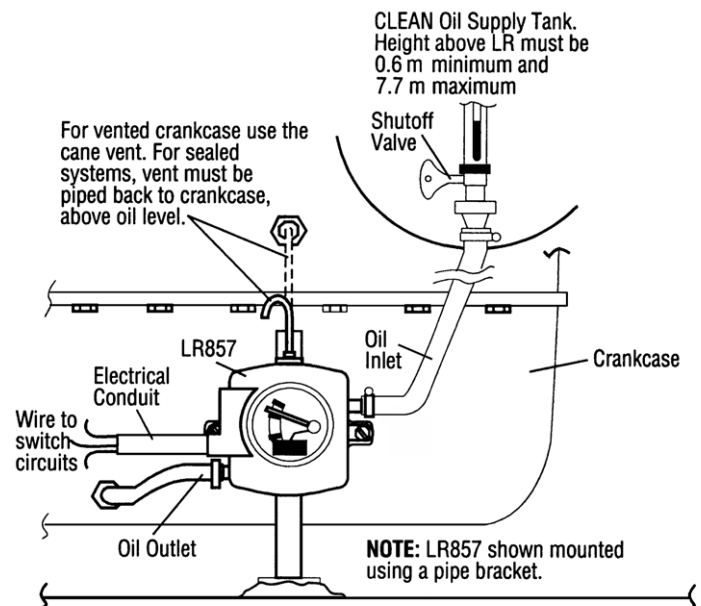 CLEAN Oil Supply Tank.
Height above LR must be
0.6 m minimum and
7.7 m maximum
Shutoff
Valve
For vented crankcase use the
cane vent. For sealed
systems, vent must be
piped back to crankcase,
above oil level.
LR857
Oil
Inlet
Crankcase
Electrical
Conduit
Wire to
switch
circuits
Oil Outlet
NOTE: LR857 shown mounted
using a pipe bracket.